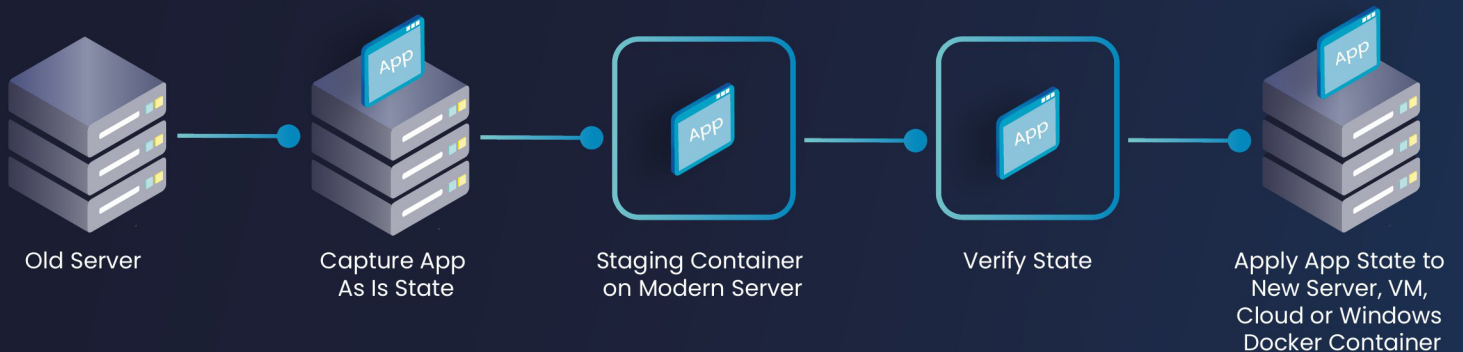 App
App
App
App
Old Server
Capture App
As Is State
Staging Container
on Modern Server
Verify State
Apply App State to
New Server, VM,
Cloud or Windows
Docker Container